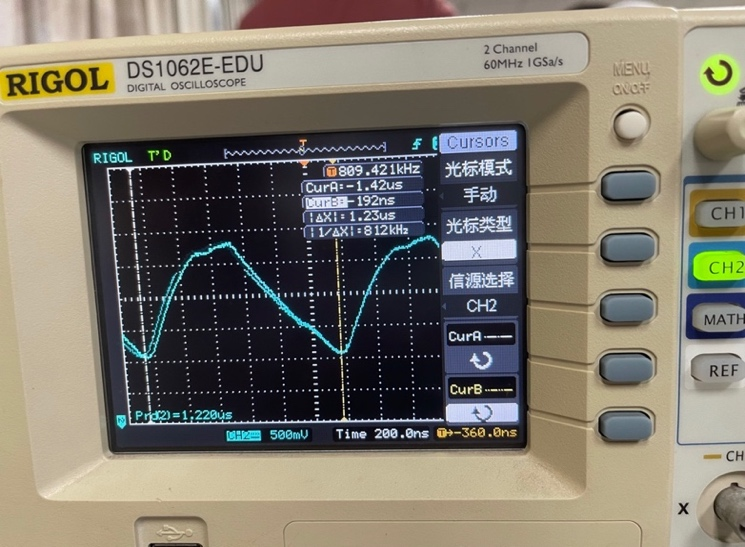 RIGOL DS1062E-EDU
DIGITAL OSCILLOSCOPE
2 Channel
60MHz 1GSa/s
MENU
ON/OFF
RIGOL T'D
T
Cursors
809.421kHz
CurA:-1.42us
CurB:-192ns
|ΔX|:1.23us
|1/ΔX|:812kHz
光标模式
手动
光标类型
X
信源选择
CH2
CurA
CurB
Prd(2)=1.220us
CH2 500mV Time 200.0ns T→-360.0ns
CH1
CH2
MATH
REF
CH
X